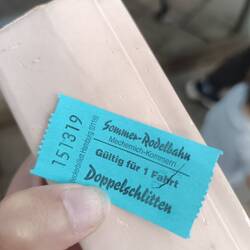 151319
Sommer-Rodelbahn
Mechernich-Kommern
Gültig für 1 Fahrt
Doppelschlitten